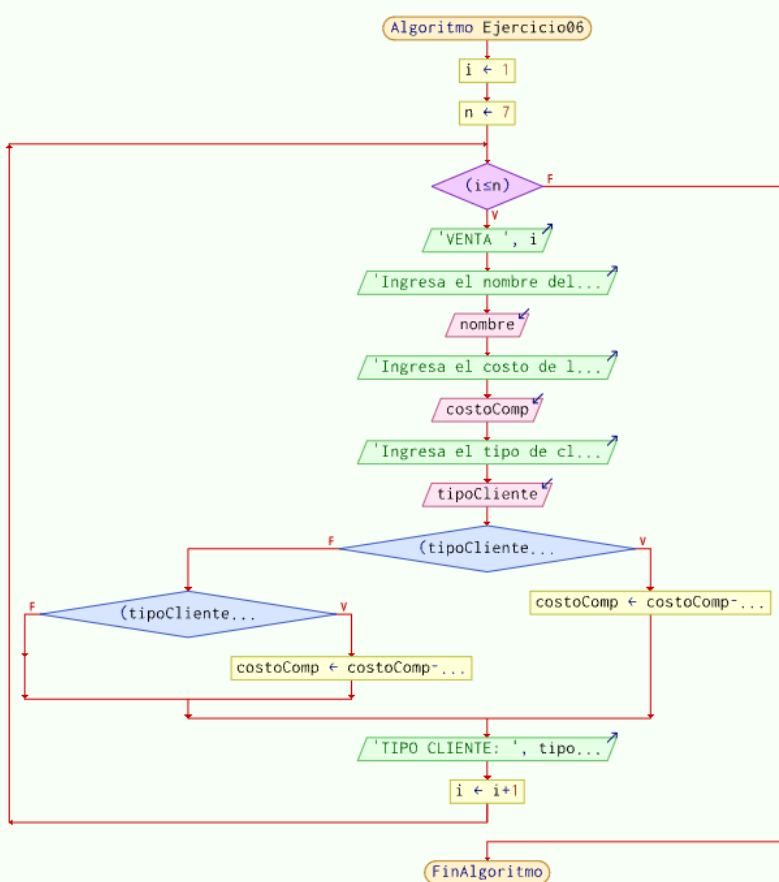 Algoritmo Ejercicio06
i ← 1
n ← 7
(i≤n)
F
V
'VENTA ', i
'Ingresa el nombre del...
nombre
'Ingresa el costo de l...
costoComp
'Ingresa el tipo de cl...
tipoCliente
F
(tipoCliente...
V
costoComp ← costoComp-...
F
(tipoCliente...
V
costoComp ← costoComp-...
'TIPO CLIENTE: ', tipo...
i ← i+1
FinAlgoritmo